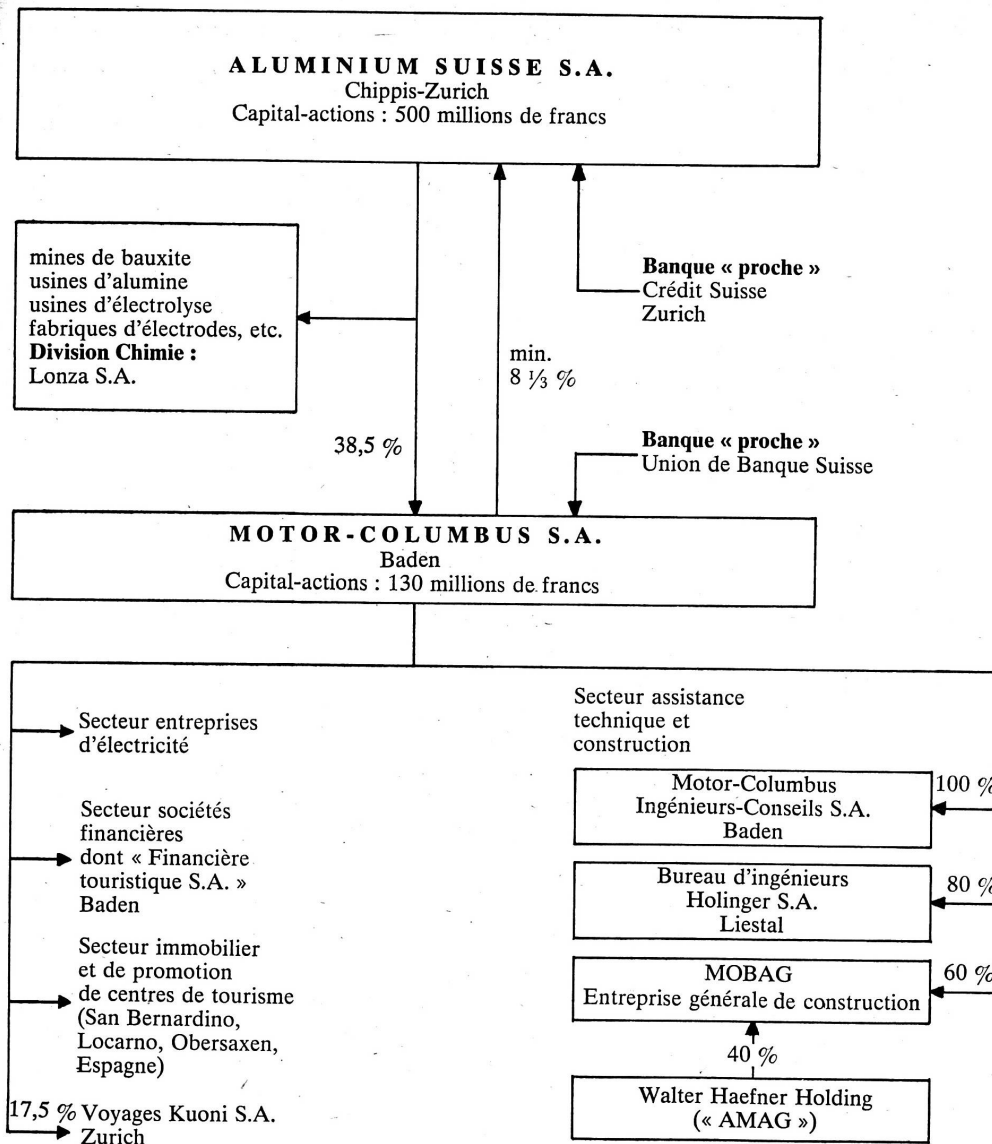 ALUMINIUM SUISSE S.A.
Chippis-Zurich
Capital-actions : 500 millions de francs
mines de bauxite
usines d'alumine
usines d'électrolyse
fabriques d'électrodes, etc.
Division Chimie :
Lonza S.A.
Banque « proche »
Crédit Suisse
Zurich
min.
8 1/3 %
38,5 %
Banque « proche »
Union de Banque Suisse
MOTOR-COLUMBUS S.A.
Baden
Capital-actions : 130 millions de francs
Secteur entreprises
d'électricité
Secteur sociétés
financières
dont « Financière
touristique S.A. »
Baden
Secteur immobilier
et de promotion
de centres de tourisme
(San Bernardino,
Locarno, Obersaxen,
Espagne)
17,5 % Voyages Kuoni S.A.
Zurich
Secteur assistance
technique et
construction
Motor-Columbus
Ingénieurs-Conseils S.A.
Baden
100 %
Bureau d'ingénieurs
Holinger S.A.
Liestal
80 %
MOBAG
Entreprise générale de construction
60 %
40 %
Walter Haefner Holding
(« AMAG »)